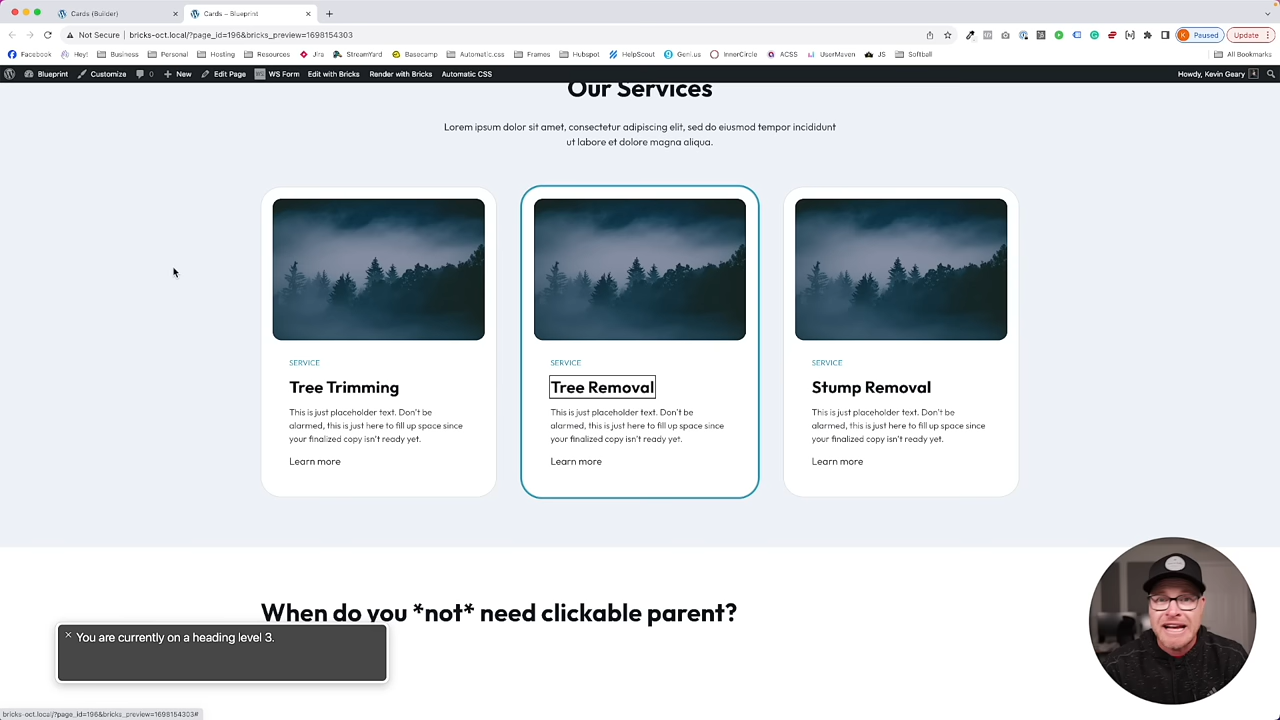 Cards (Builder)
Cards – Blueprint
Not Secure
bricks-oct.local/?page_id=196&bricks_preview=1698154303
Paused
Update
Facebook
Hey!
Business
Personal
Hosting
Resources
Jira
StreamYard
Basecamp
Automatic.css
Frames
Hubspot
HelpScout
Geni.us
InnerCircle
ACSS
UserMaven
JS
Softball
All Bookmarks
Blueprint
Customize
0
New
Edit Page
WS Form
Edit with Bricks
Render with Bricks
Automatic CSS
Howdy, Kevin Geary
Our Services
Lorem ipsum dolor sit amet, consectetur adipiscing elit, sed do eiusmod tempor incididunt
ut labore et dolore magna aliqua.
SERVICE
Tree Trimming
This is just placeholder text. Don't be
alarmed, this is just here to fill up space since
your finalized copy isn't ready yet.
Learn more
SERVICE
Tree Removal
This is just placeholder text. Don't be
alarmed, this is just here to fill up space since
your finalized copy isn't ready yet.
Learn more
SERVICE
Stump Removal
This is just placeholder text. Don't be
alarmed, this is just here to fill up space since
your finalized copy isn't ready yet.
Learn more
When do you *not* need clickable parent?
You are currently on a heading level 3.
bricks-oct.local/?page_id=196&bricks_preview=1698154303#